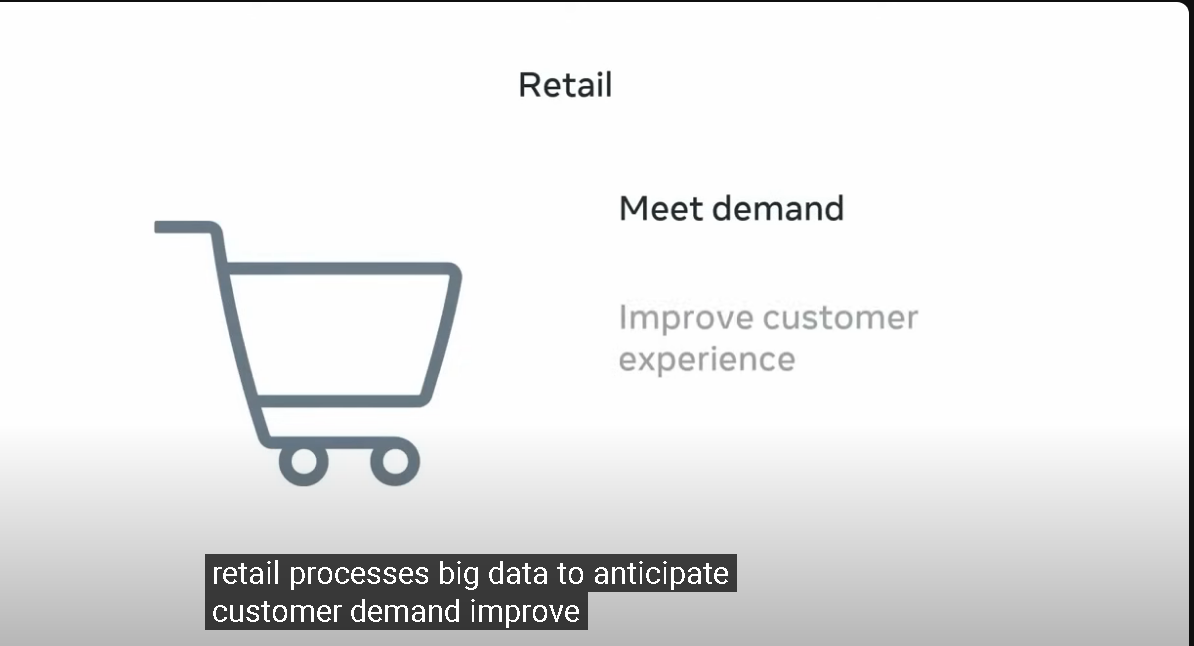 Retail
Meet demand
Improve customer
experience
retail processes big data to anticipate
customer demand improve